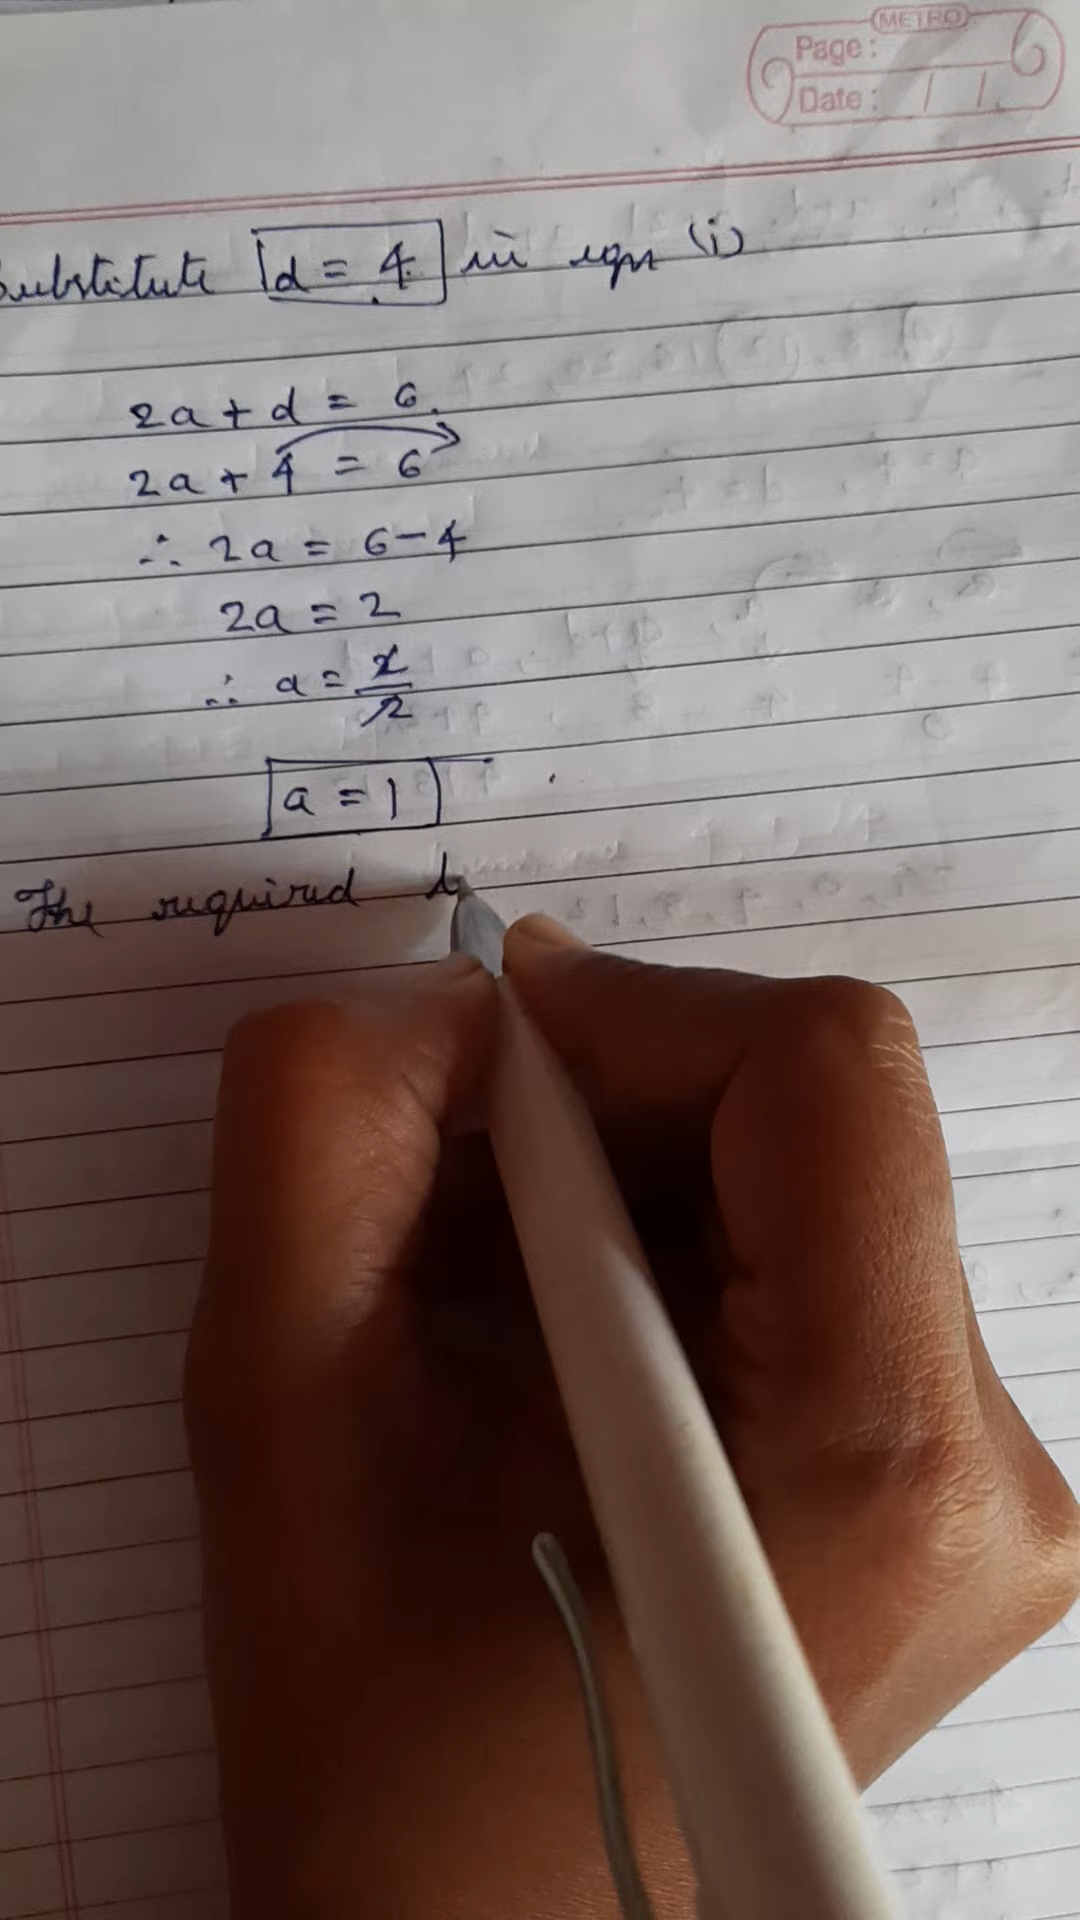 METRO
Page :
Date : / /
Substitute d = 4 in eqn (i)
2a + d = 6
2a + 4 = 6
∴ 2a = 6 - 4
2a = 2
∴ a = 2/2
a = 1
The required